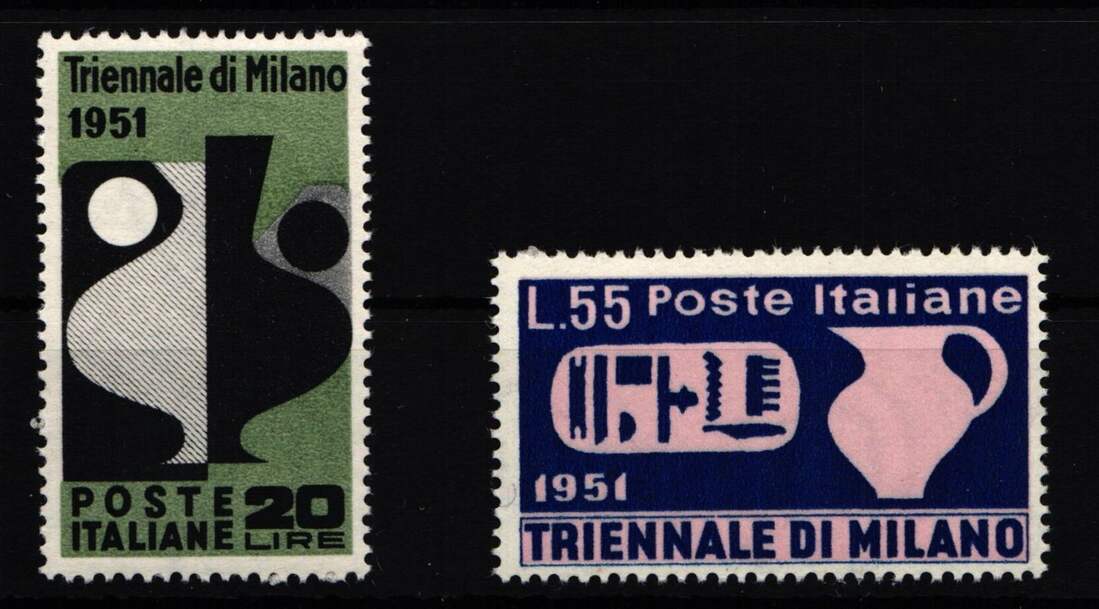 Triennale di Milano
1951
POSTE
ITALIANE
20
LIRE
L.55 Poste Italiane
1951
TRIENNALE DI MILANO